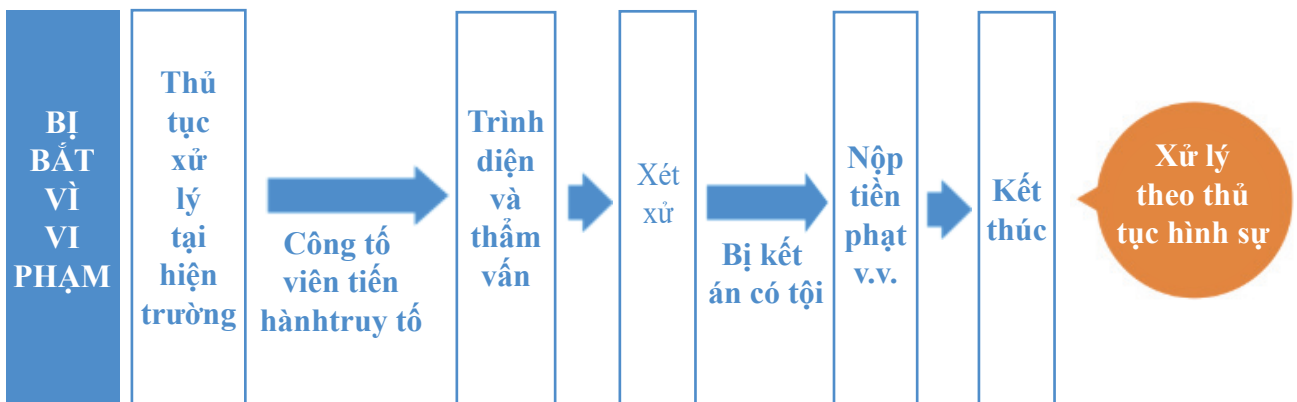 BỊ
BẮT
VÌ
VI
PHẠM
Thủ
tục
xử
lý
tại
hiện
trường
Công tố
viên tiến
hànhtruy tố
Trình
diện
và
thẩm
vấn
Xét
xử
Bị kết
án có tội
Nộp
tiền
phạt
v.v.
Kết
thúc
Xử lý
theo thủ
tục hình sự